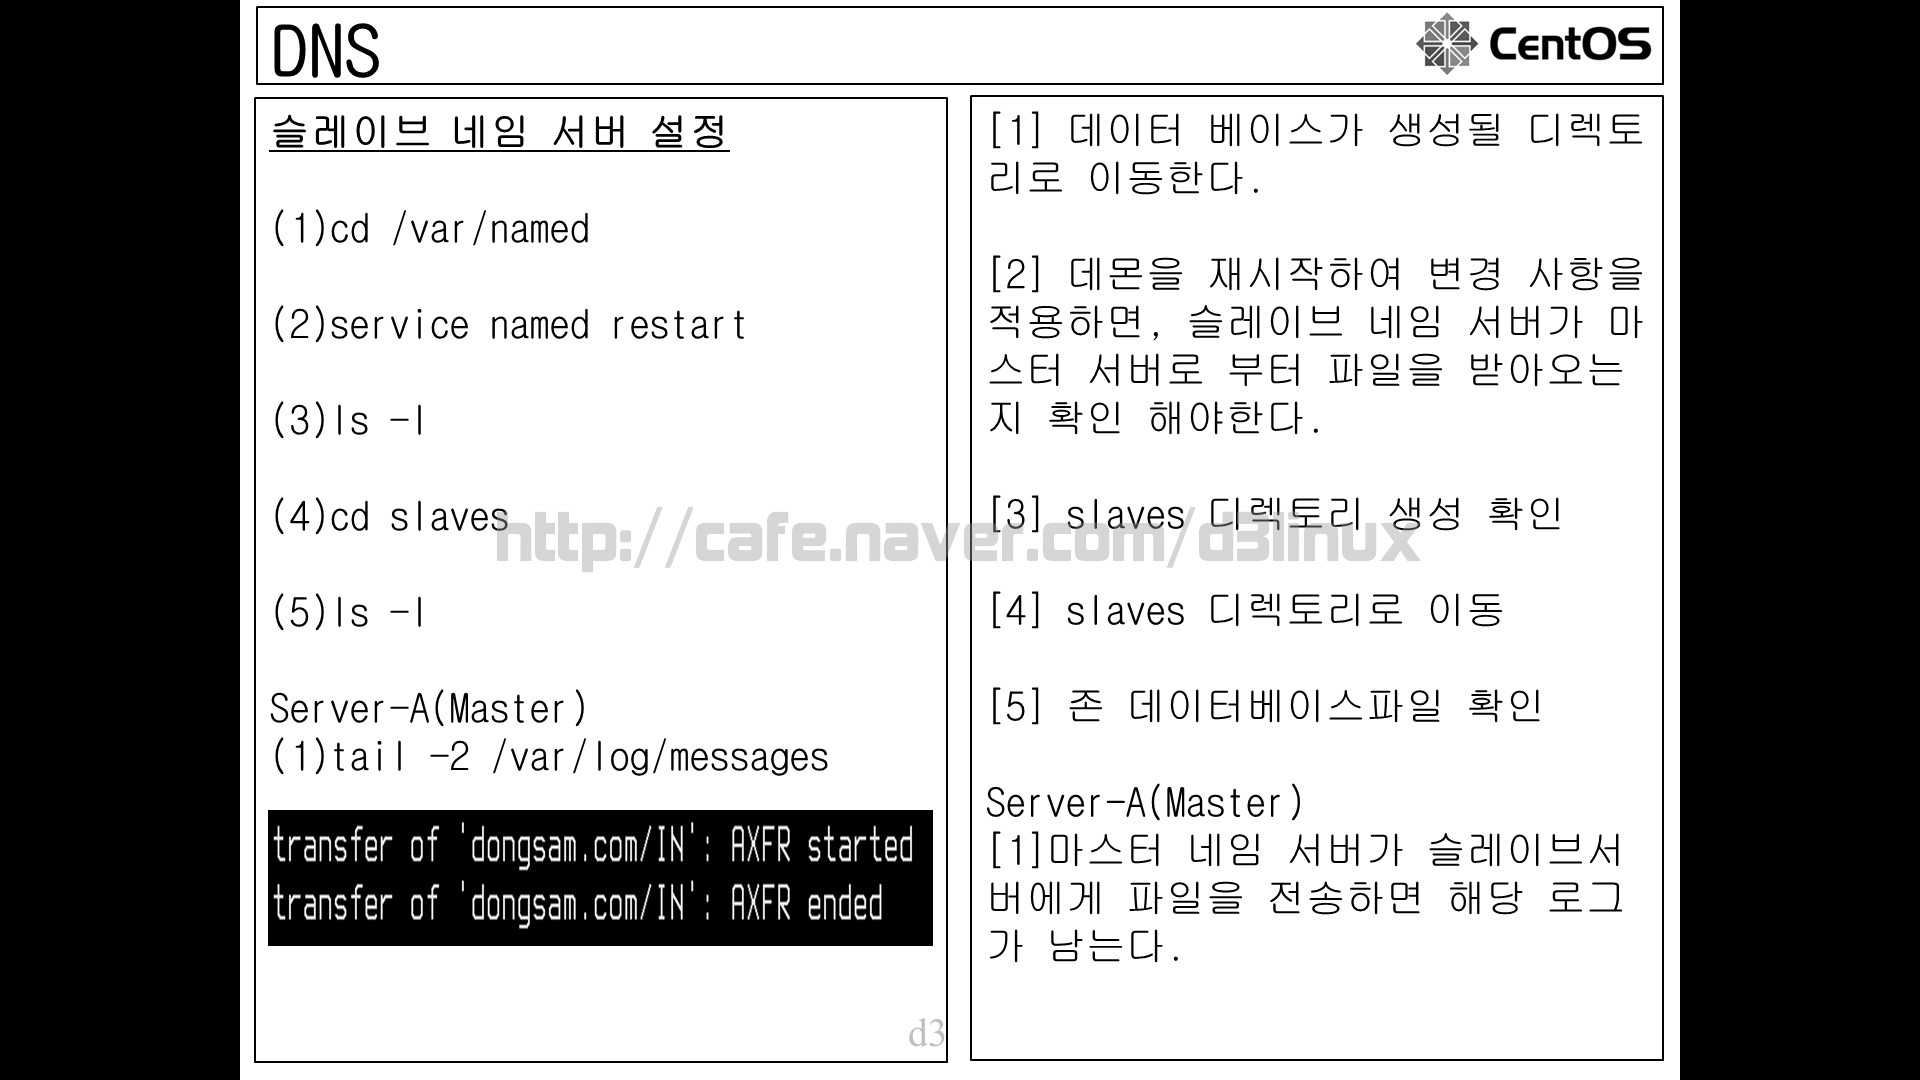 DNS
CentOS
슬레이브 네임 서버 설정
(1)cd /var/named
(2)service named restart
(3)ls -l
(4)cd slaves
(5)ls -l
Server-A(Master)
(1)tail -2 /var/log/messages
transfer of 'dongsam.com/IN': AXFR started
transfer of 'dongsam.com/IN': AXFR ended
d3
[1] 데이터 베이스가 생성될 디렉토
리로 이동한다.
[2] 데몬을 재시작하여 변경 사항을
적용하면, 슬레이브 네임 서버가 마
스터 서버로 부터 파일을 받아오는
지 확인 해야한다.
[3] slaves 디렉토리 생성 확인
[4] slaves 디렉토리로 이동
[5] 존 데이터베이스파일 확인
Server-A(Master)
[1]마스터 네임 서버가 슬레이브서
버에게 파일을 전송하면 해당 로그
가 남는다.
http://cafe.naver.com/d3linux